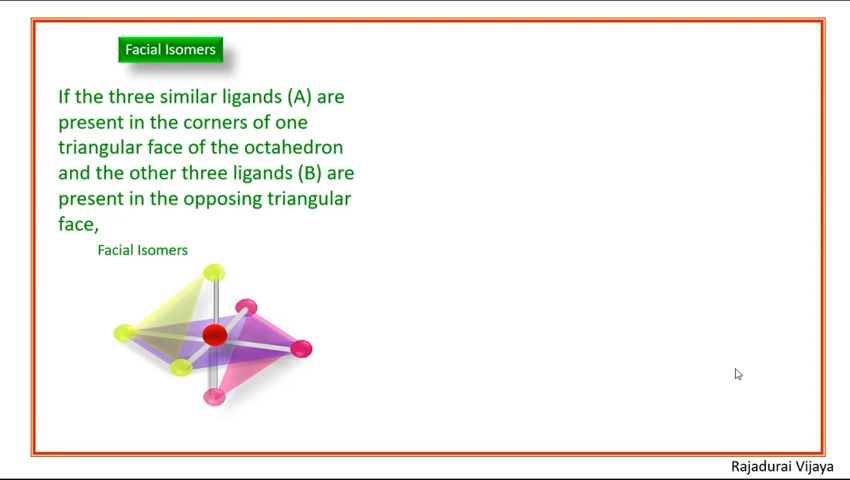 Facial Isomers
If the three similar ligands (A) are
present in the corners of one
triangular face of the octahedron
and the other three ligands (B) are
present in the opposing triangular
face,
Facial Isomers
Rajadurai Vijaya